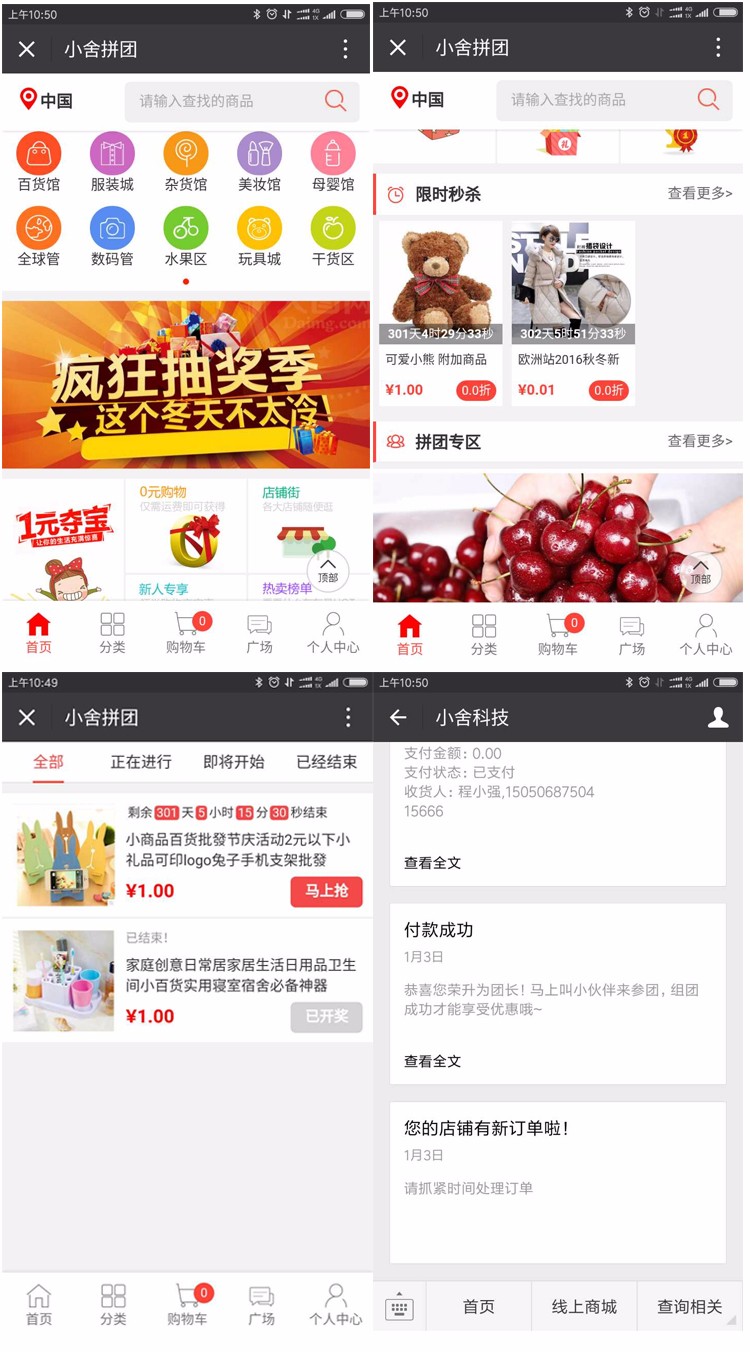 上午10:50
小舍拼团
中国
请输入查找的商品
百货馆 服装城 杂货馆 美妆馆 母婴馆
全球管 数码管 水果区 玩具城 干货区
疯狂抽奖季
这个冬天不太冷
1元夺宝
让你的生活充满惊喜
0元购物
仅需运费即可获得
店铺街
各大店铺随便逛
新人专享
热卖榜单
顶部
0
首页 分类 购物车 广场 个人中心
上午10:50
小舍拼团
中国
请输入查找的商品
礼
1
限时秒杀 查看更多>
时尚插袋设计
301天4时29分33秒
302天5时51分33秒
可爱小熊 附加商品
欧洲站2016秋冬新
¥1.00 0.0折
¥0.01 0.0折
拼团专区 查看更多>
顶部
0
首页 分类 购物车 广场 个人中心
上午10:49
小舍拼团
全部 正在进行 即将开始 已经结束
剩余301天5小时15分30秒结束
小商品百货批發节庆活动2元以下小
礼品可印logo兔子手机支架批發
¥1.00 马上抢
已结束!
家庭创意日常居家居生活日用品卫生
间小百货实用寝室宿舍必备神器
¥1.00 已开奖
0
首页 分类 购物车 广场 个人中心
上午10:50
小舍科技
支付金额: 0.00
支付状态: 已支付
收货人: 程小强,15050687504
15666
查看全文
付款成功
1月3日
恭喜您荣升为团长! 马上叫小伙伴来参团, 组团
成功才能享受优惠哦~
查看全文
您的店铺有新订单啦!
1月3日
请抓紧时间处理订单
首页 线上商城 查询相关